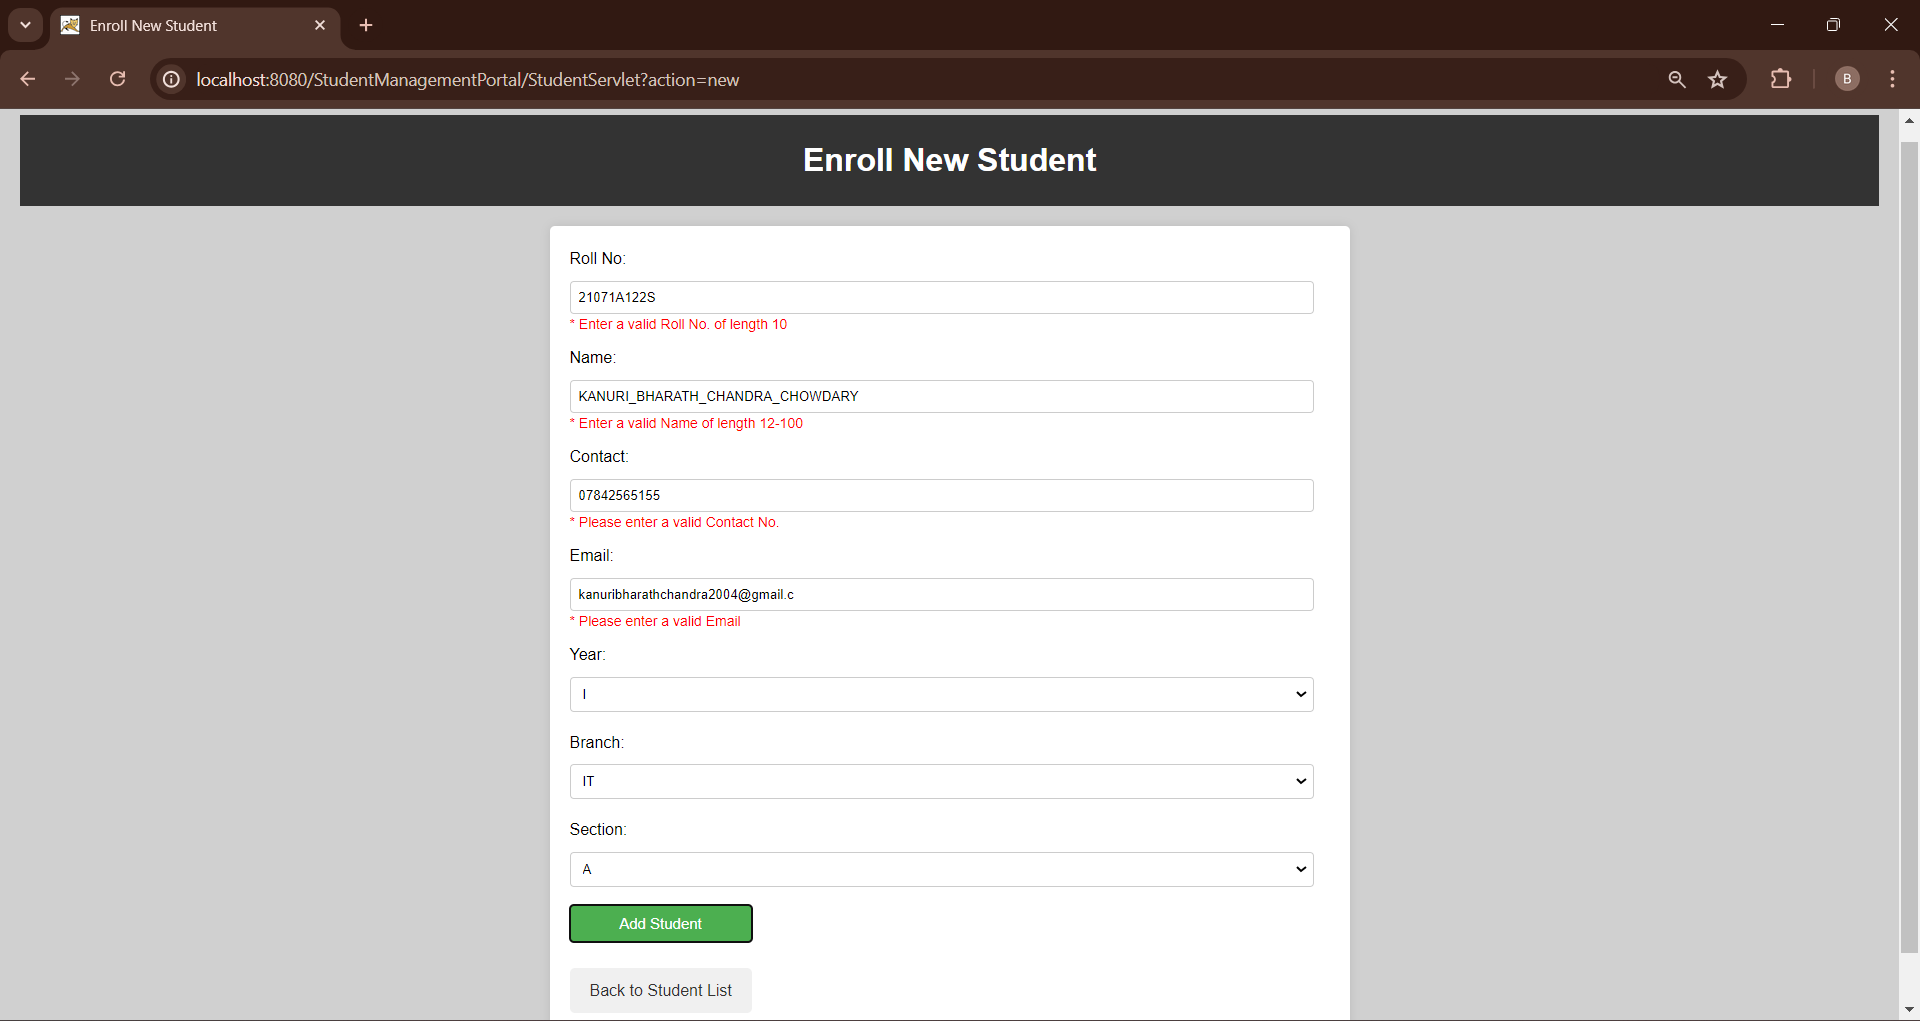 Enroll New Student
localhost:8080/StudentManagementPortal/StudentServlet?action=new
B
Enroll New Student
Roll No:
21071A122S
* Enter a valid Roll No. of length 10
Name:
KANURI_BHARATH_CHANDRA_CHOWDARY
* Enter a valid Name of length 12-100
Contact:
07842565155
* Please enter a valid Contact No.
Email:
kanuribharathchandra2004@gmail.c
* Please enter a valid Email
Year:
I
Branch:
IT
Section:
A
Add Student
Back to Student List